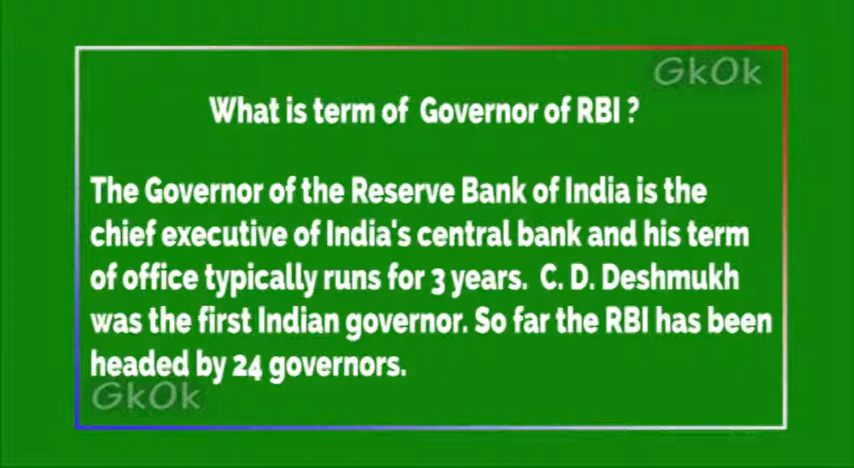 GkOk
What is term of Governor of RBI ?
The Governor of the Reserve Bank of India is the
chief executive of India's central bank and his term
of office typically runs for 3 years. C. D. Deshmukh
was the first Indian governor. So far the RBI has been
headed by 24 governors.
GkOk